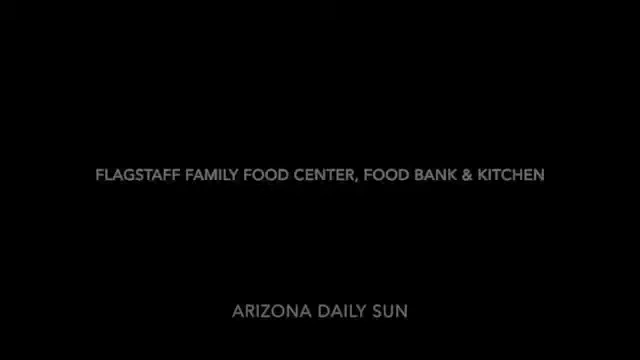 FLAGSTAFF FAMILY FOOD CENTER, FOOD BANK & KITCHEN
ARIZONA DAILY SUN